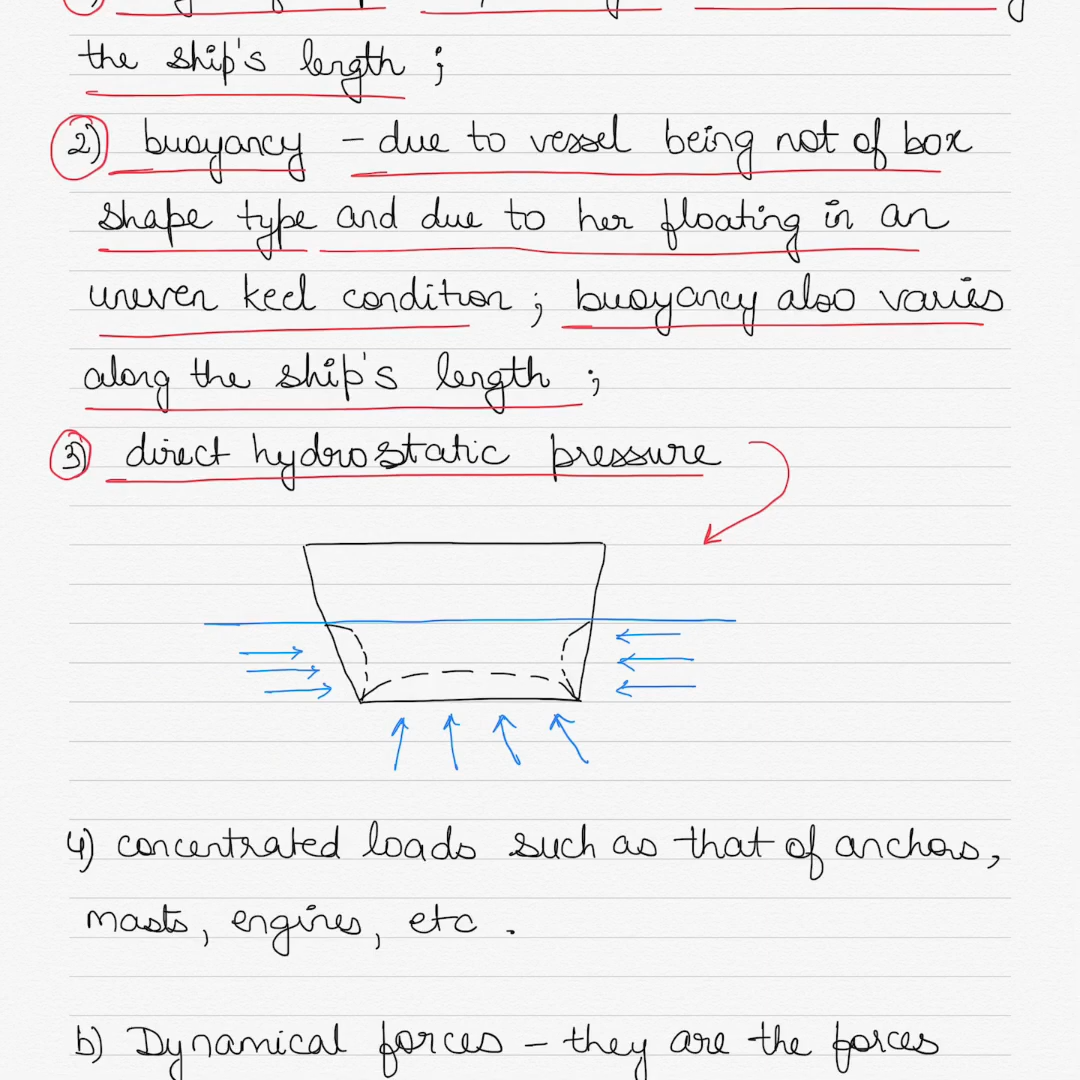 the ship's length ;
2) buoyancy – due to vessel being not of box
shape type and due to her floating in an
uneven keel condition ; buoyancy also varies
along the ship's length ;
3) direct hydrostatic pressure
4) concentrated loads such as that of anchors,
masts, engines, etc .
b) Dynamical forces – they are the forces